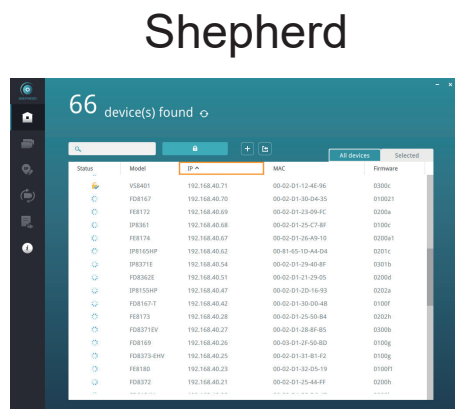 Shepherd
66 device(s) found
All devices Selected
Status Model IP MAC Firmware
VS8401 192.168.40.71 00-02-D1-12-4E-96 0300c
FD8167 192.168.40.70 00-02-D1-30-D4-35 010021
FE8172 192.168.40.69 00-02-D1-23-09-FC 0200a
IP8361 192.168.40.68 00-02-D1-25-C7-8F 0100c
FE8174 192.168.40.67 00-02-D1-26-A9-10 0200a1
IP8165HP 192.168.40.62 00-81-65-1D-A4-D4 0201c
IP8371E 192.168.40.54 00-02-D1-29-40-8F 0301b
FD8362E 192.168.40.51 00-02-D1-21-29-05 0200d
IP8155HP 192.168.40.47 00-02-D1-2D-16-93 0202a
FD8167-T 192.168.40.42 00-02-D1-30-D0-4B 0100f
FE8173 192.168.40.28 00-02-D1-25-50-B4 0202h
FD8371EV 192.168.40.27 00-02-D1-28-8F-B5 0300b
FD8169 192.168.40.26 00-03-D1-2F-50-BD 0100g
FD8373-EHV 192.168.40.25 00-02-D1-31-B1-F2 0100g
FE8180 192.168.40.23 00-02-D1-32-D5-19 0100f1
FD8372 192.168.40.21 00-02-D1-25-44-FF 0200h